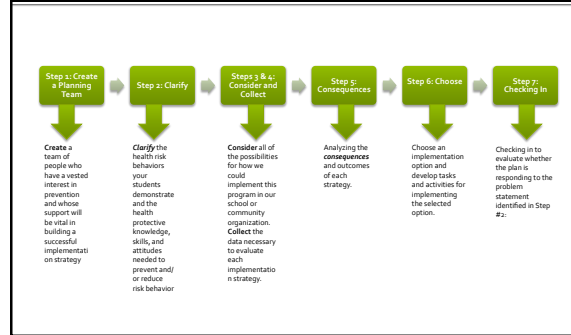 Step 1: Create
a Planning
Team
Step 2: Clarify
Steps 3 & 4:
Consider and
Collect
Step 5:
Consequences
Step 6: Choose
Step 7:
Checking In
Create a
team of
people who
have a vested
interest in
prevention
and whose
support will
be vital in
building a
successful
implementati
on strategy
Clarify the
health risk
behaviors
your
students
demonstrate
and the
health
protective
knowledge,
skills, and
attitudes
needed to
prevent and/
or reduce
risk behavior
Consider all of
the possibilities
for how we
could
implement this
program in our
school or
community
organization.
Collect the
data necessary
to evaluate
each
implementatio
n strategy.
Analyzing the
consequences
and outcomes
of each
strategy.
Choose an
implementation
option and
develop tasks
and activities for
implementing
the selected
option.
Checking in to
evaluate whether
the plan is
responding to the
problem
statement
identified in Step
#2: